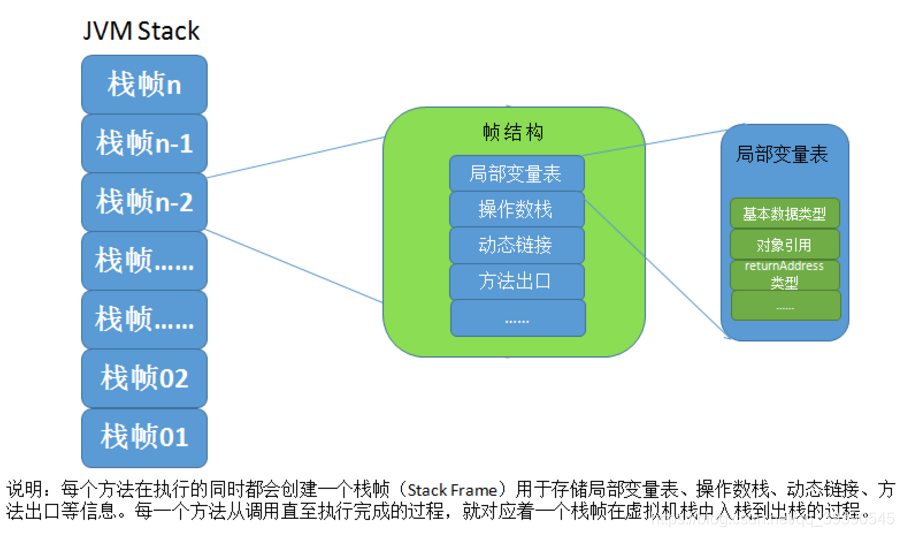 JVM Stack
栈帧n
栈帧n-1
栈帧n-2
栈帧……
栈帧……
栈帧02
栈帧01
帧结构
局部变量表
操作数栈
动态链接
方法出口
……
局部变量表
基本数据类型
对象引用
returnAddress
类型
……
说明：每个方法在执行的同时都会创建一个栈帧（Stack Frame）用于存储局部变量表、操作数栈、动态链接、方
法出口等信息。每一个方法从调用直至执行完成的过程，就对应着一个栈帧在虚拟机栈中入栈到出栈的过程。